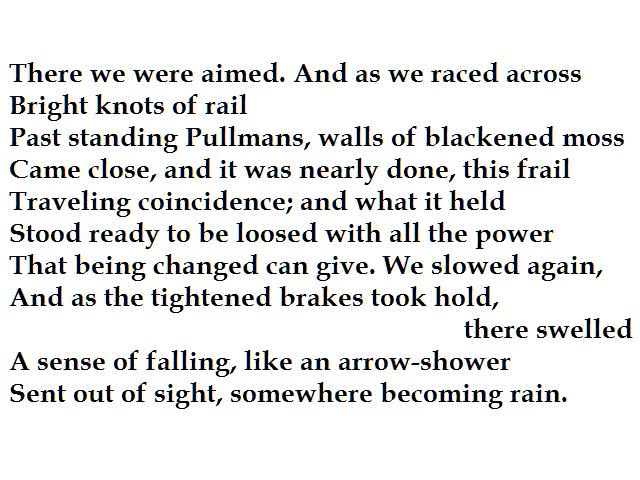 There we were aimed. And as we raced across
Bright knots of rail
Past standing Pullmans, walls of blackened moss
Came close, and it was nearly done, this frail
Traveling coincidence; and what it held
Stood ready to be loosed with all the power
That being changed can give. We slowed again,
And as the tightened brakes took hold,
there swelled
A sense of falling, like an arrow-shower
Sent out of sight, somewhere becoming rain.